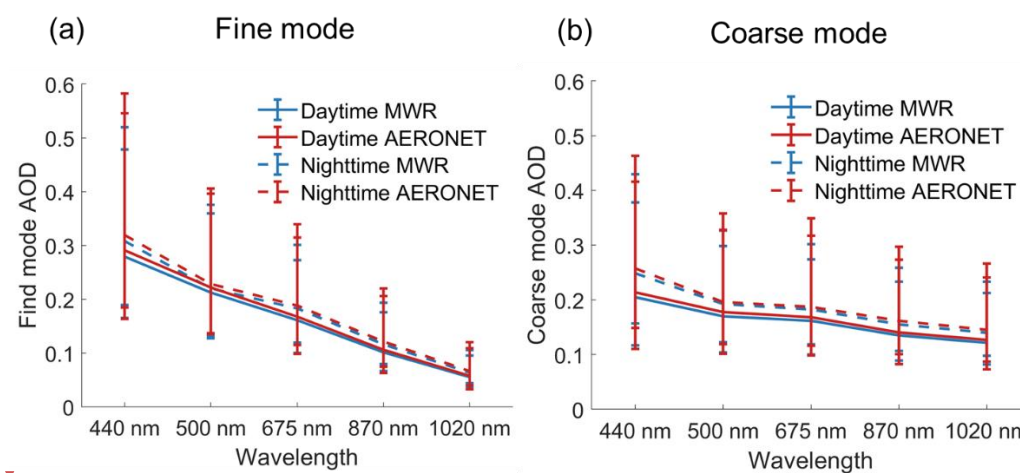 (a) Fine mode
0.6
0.5
0.4
0.3
0.2
0.1
0
Find mode AOD
Daytime MWR
Daytime AERONET
Nighttime MWR
Nighttime AERONET
440 nm 500 nm 675 nm 870 nm 1020 nm
Wavelength
(b) Coarse mode
0.6
0.5
0.4
0.3
0.2
0.1
0
Coarse mode AOD
Daytime MWR
Daytime AERONET
Nighttime MWR
Nighttime AERONET
440 nm 500 nm 675 nm 870 nm 1020 nm
Wavelength